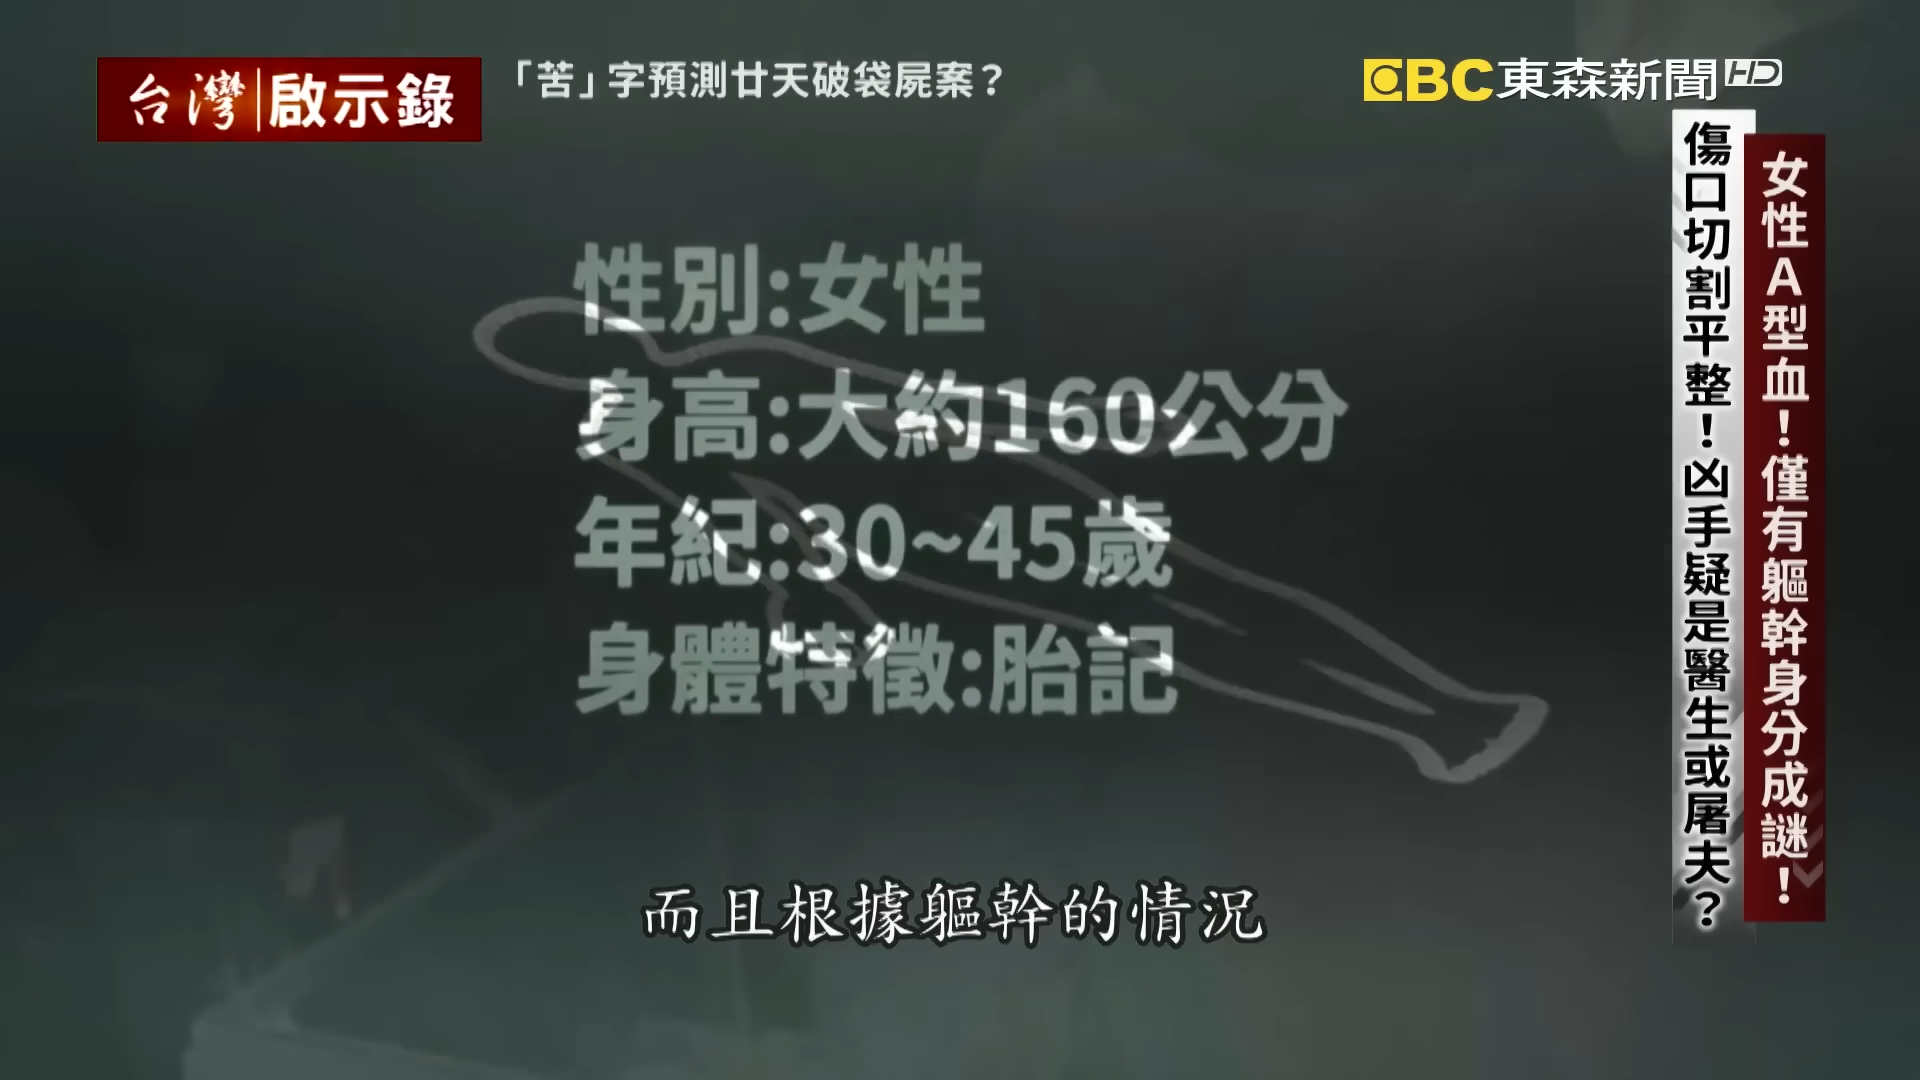 台灣啟示錄
「苦」字預測廿天破袋屍案？
EBC東森新聞HD
女性A型血！僅有軀幹身分成謎！
傷口切割平整！凶手疑是醫生或屠夫？
性別:女性
身高:大約160公分
年紀:30~45歲
身體特徵:胎記
而且根據軀幹的情況